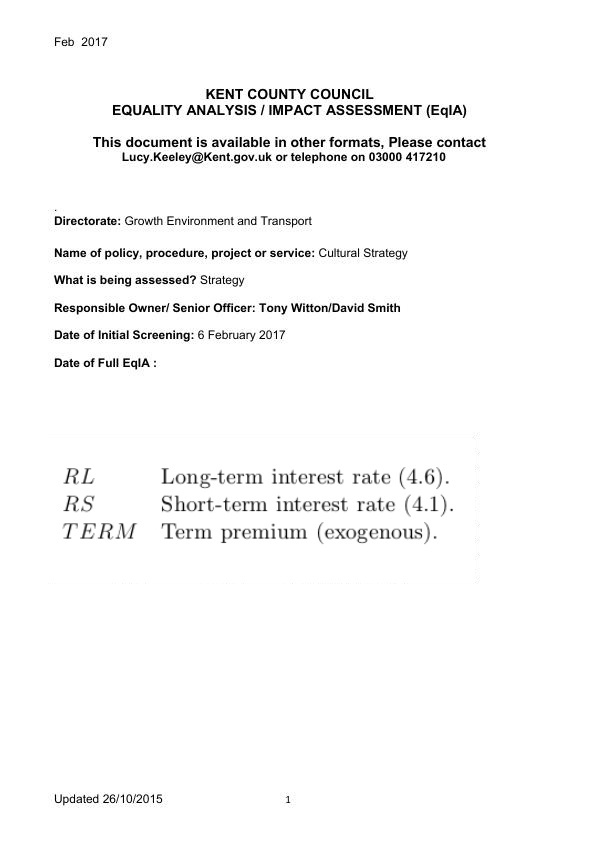 Feb  2017
KENT COUNTY COUNCIL
EQUALITY ANALYSIS / IMPACT ASSESSMENT (EqIA)
This document is available in other formats, Please contact
Lucy.Keeley@Kent.gov.uk or telephone on 03000 417210
.
Directorate: Growth Environment and Transport
Name of policy, procedure, project or service: Cultural Strategy
What is being assessed? Strategy
Responsible Owner/ Senior Officer: Tony Witton/David Smith
Date of Initial Screening: 6 February 2017
Date of Full EqIA :
RL Long-term interest rate (4.6).
RS Short-term interest rate (4.1).
TERM Term premium (exogenous).
Updated 26/10/2015 1